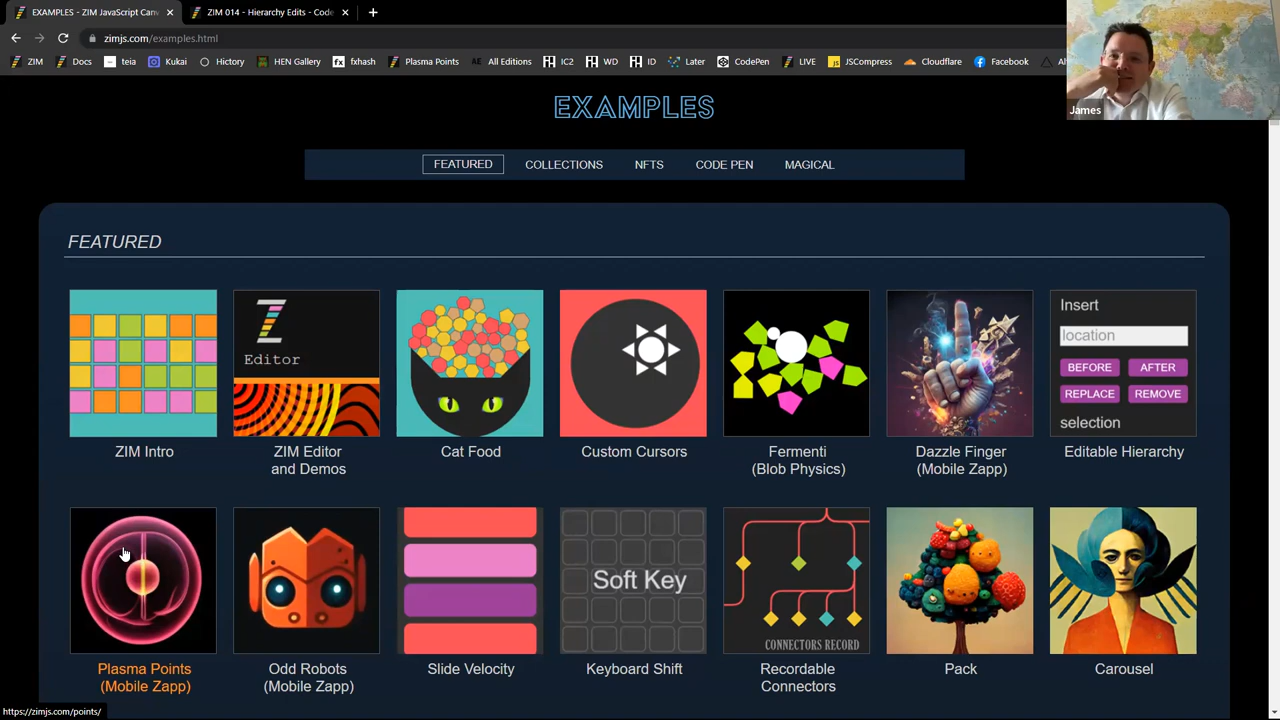 EXAMPLES - ZIM JavaScript Can
ZIM 014 - Hierarchy Edits - Code
zimjs.com/examples.html
ZIM
Docs
teia
Kukai
Hictory
HEN Gallery
fxhash
Plasma Points
All Editions
IC2
WD
ID
Later
CodePen
LIVE
JSCompress
Cloudflare
Facebook
James
EXAMPLES
FEATURED
COLLECTIONS
NFTS
CODE PEN
MAGICAL
FEATURED
Editor
Insert
location
BEFORE
AFTER
REPLACE
REMOVE
selection
ZIM Intro
ZIM Editor
and Demos
Cat Food
Custom Cursors
Fermenti
(Blob Physics)
Dazzle Finger
(Mobile Zapp)
Editable Hierarchy
Soft Key
CONNECTORS RECORD
Plasma Points
(Mobile Zapp)
Odd Robots
(Mobile Zapp)
Slide Velocity
Keyboard Shift
Recordable
Connectors
Pack
Carousel
https://zimjs.com/points/